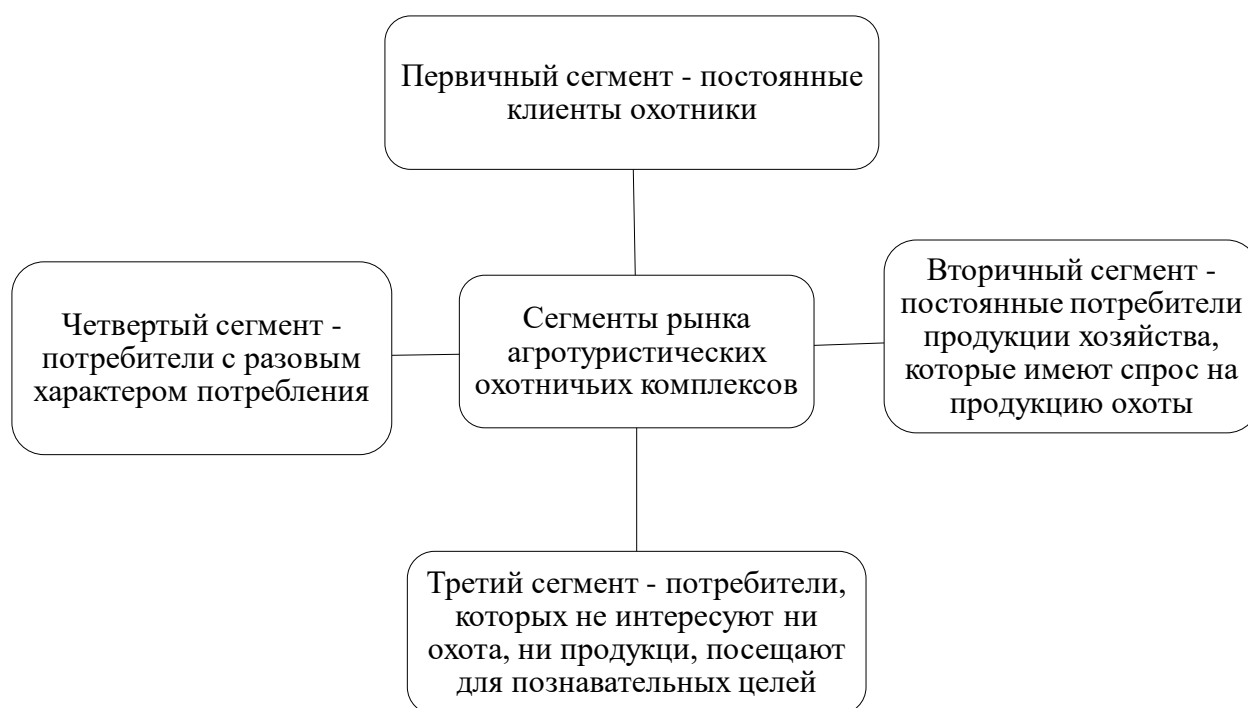 Первичный сегмент - постоянные
клиенты охотники
Вторичный сегмент -
постоянные потребители
продукции хозяйства,
которые имеют спрос на
продукцию охоты
Четвертый сегмент -
потребители с разовым
характером потребления
Сегменты рынка
агротуристических
охотничьих комплексов
Третий сегмент - потребители,
которых не интересуют ни
охота, ни продукци, посещают
для познавательных целей